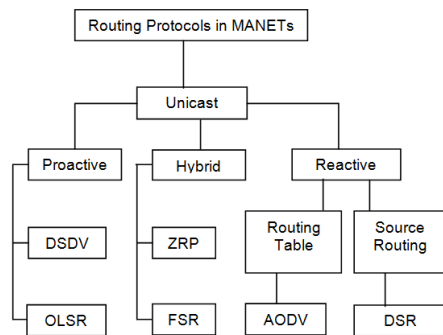 Routing Protocols in MANETs
Unicast
Proactive
Hybrid
Reactive
DSDV
ZRP
Routing
Table
Source
Routing
OLSR
FSR
AODV
DSR